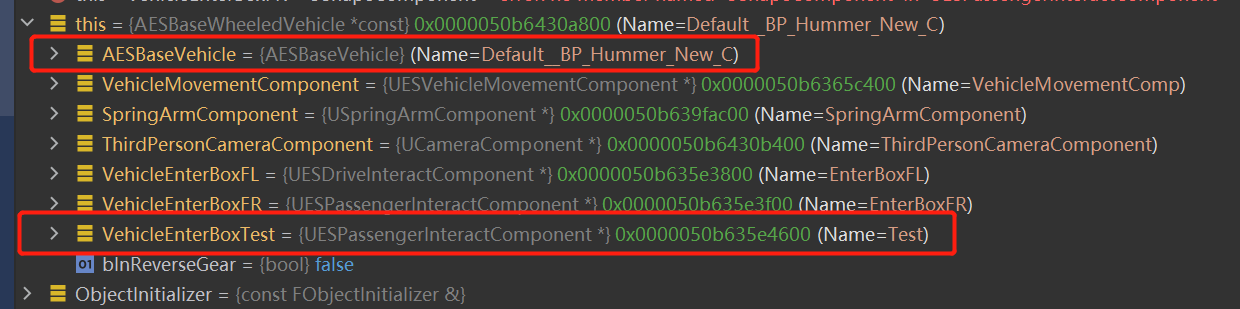 this = {AESBaseWheeledVehicle *const} 0x0000050b6430a800 (Name=Default__BP_Hummer_New_C)
AESBaseVehicle = {AESBaseVehicle} (Name=Default__BP_Hummer_New_C)
VehicleMovementComponent = {UESVehicleMovementComponent *} 0x0000050b6365c400 (Name=VehicleMovementComp)
SpringArmComponent = {USpringArmComponent *} 0x0000050b639fac00 (Name=SpringArmComponent)
ThirdPersonCameraComponent = {UCameraComponent *} 0x0000050b6430b400 (Name=ThirdPersonCameraComponent)
VehicleEnterBoxFL = {UESDriveInteractComponent *} 0x0000050b635e3800 (Name=EnterBoxFL)
VehicleEnterBoxFR = {UESPassengerInteractComponent *} 0x0000050b635e3f00 (Name=EnterBoxFR)
VehicleEnterBoxTest = {UESPassengerInteractComponent *} 0x0000050b635e4600 (Name=Test)
01 bInReverseGear = {bool} false
ObjectInitializer = {const FObjectInitializer &}